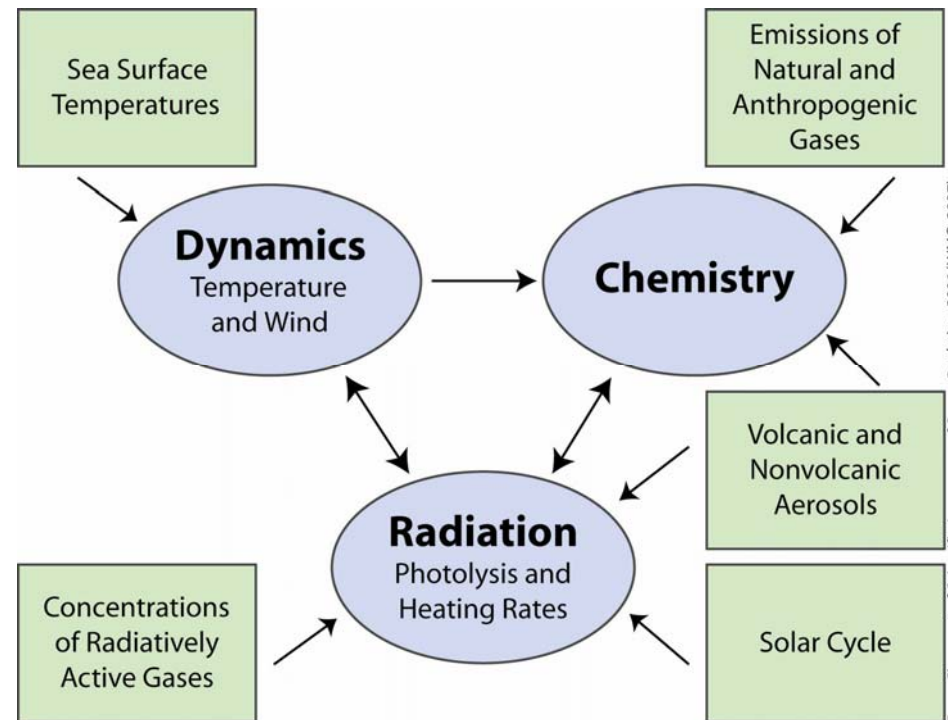 Sea Surface
Temperatures
Emissions of
Natural and
Anthropogenic
Gases
Dynamics
Temperature
and Wind
Chemistry
Volcanic and
Nonvolcanic
Aerosols
Radiation
Photolysis and
Heating Rates
Concentrations
of Radiatively
Active Gases
Solar Cycle